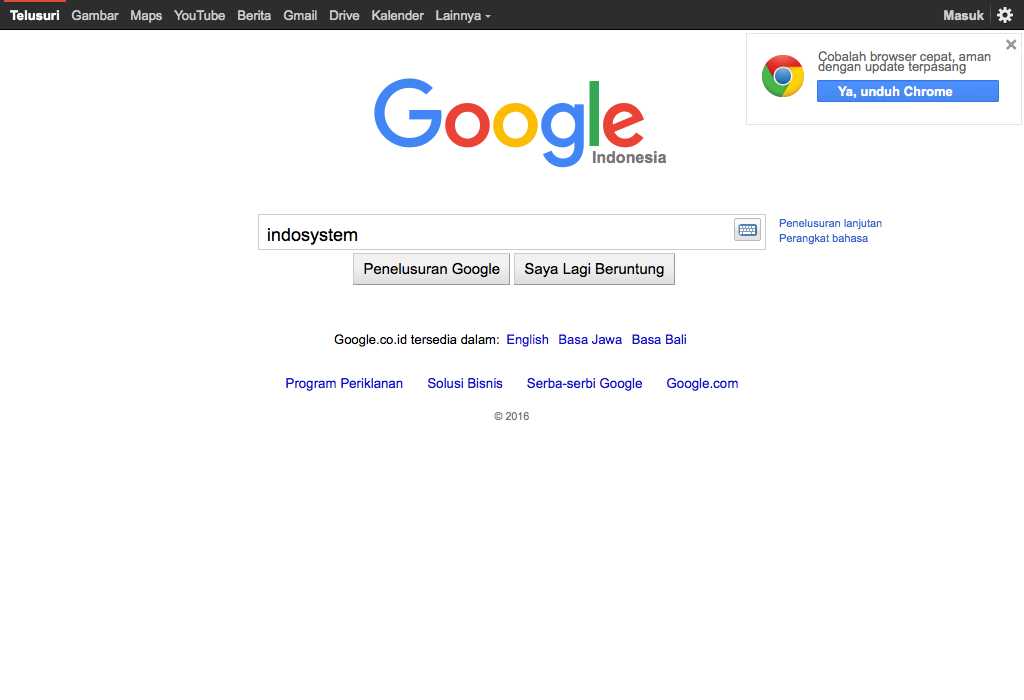 Telusuri Gambar Maps YouTube Berita Gmail Drive Kalender Lainnya Masuk
Cobalah browser cepat, aman
dengan update terpasang
Ya, unduh Chrome
Google
Indonesia
indosystem
Penelusuran lanjutan
Perangkat bahasa
Penelusuran Google Saya Lagi Beruntung
Google.co.id tersedia dalam: English Basa Jawa Basa Bali
Program Periklanan Solusi Bisnis Serba-serbi Google Google.com
© 2016